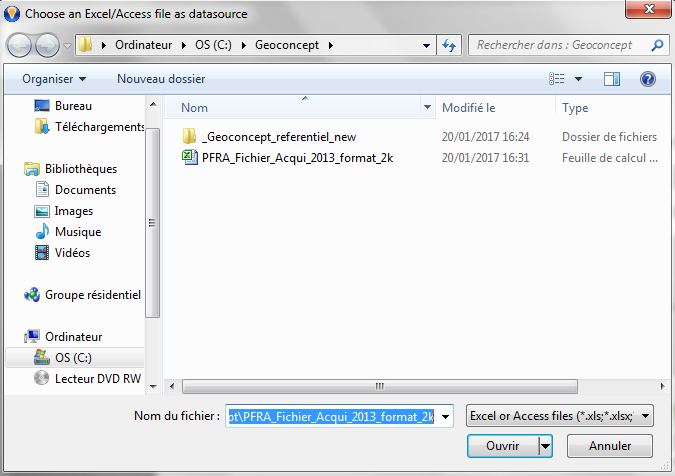 Choose an Excel/Access file as datasource
Ordinateur OS (C:) Geoconcept
Rechercher dans : Geoconcept
Organiser Nouveau dossier
Nom Modifié le Type
Bureau
Téléchargements
Bibliothèques
Documents
Images
Musique
Vidéos
Groupe résidentiel
Ordinateur
OS (C:)
Lecteur DVD RW
_Geoconcept_referentiel_new 20/01/2017 16:24 Dossier de fichiers
PFRA_Fichier_Acqui_2013_format_2k 20/01/2017 16:31 Feuille de calcul ...
Nom du fichier : pt\PFRA_Fichier_Acqui_2013_format_2k
Excel or Access files (*.xls;*.xlsx;
Ouvrir Annuler